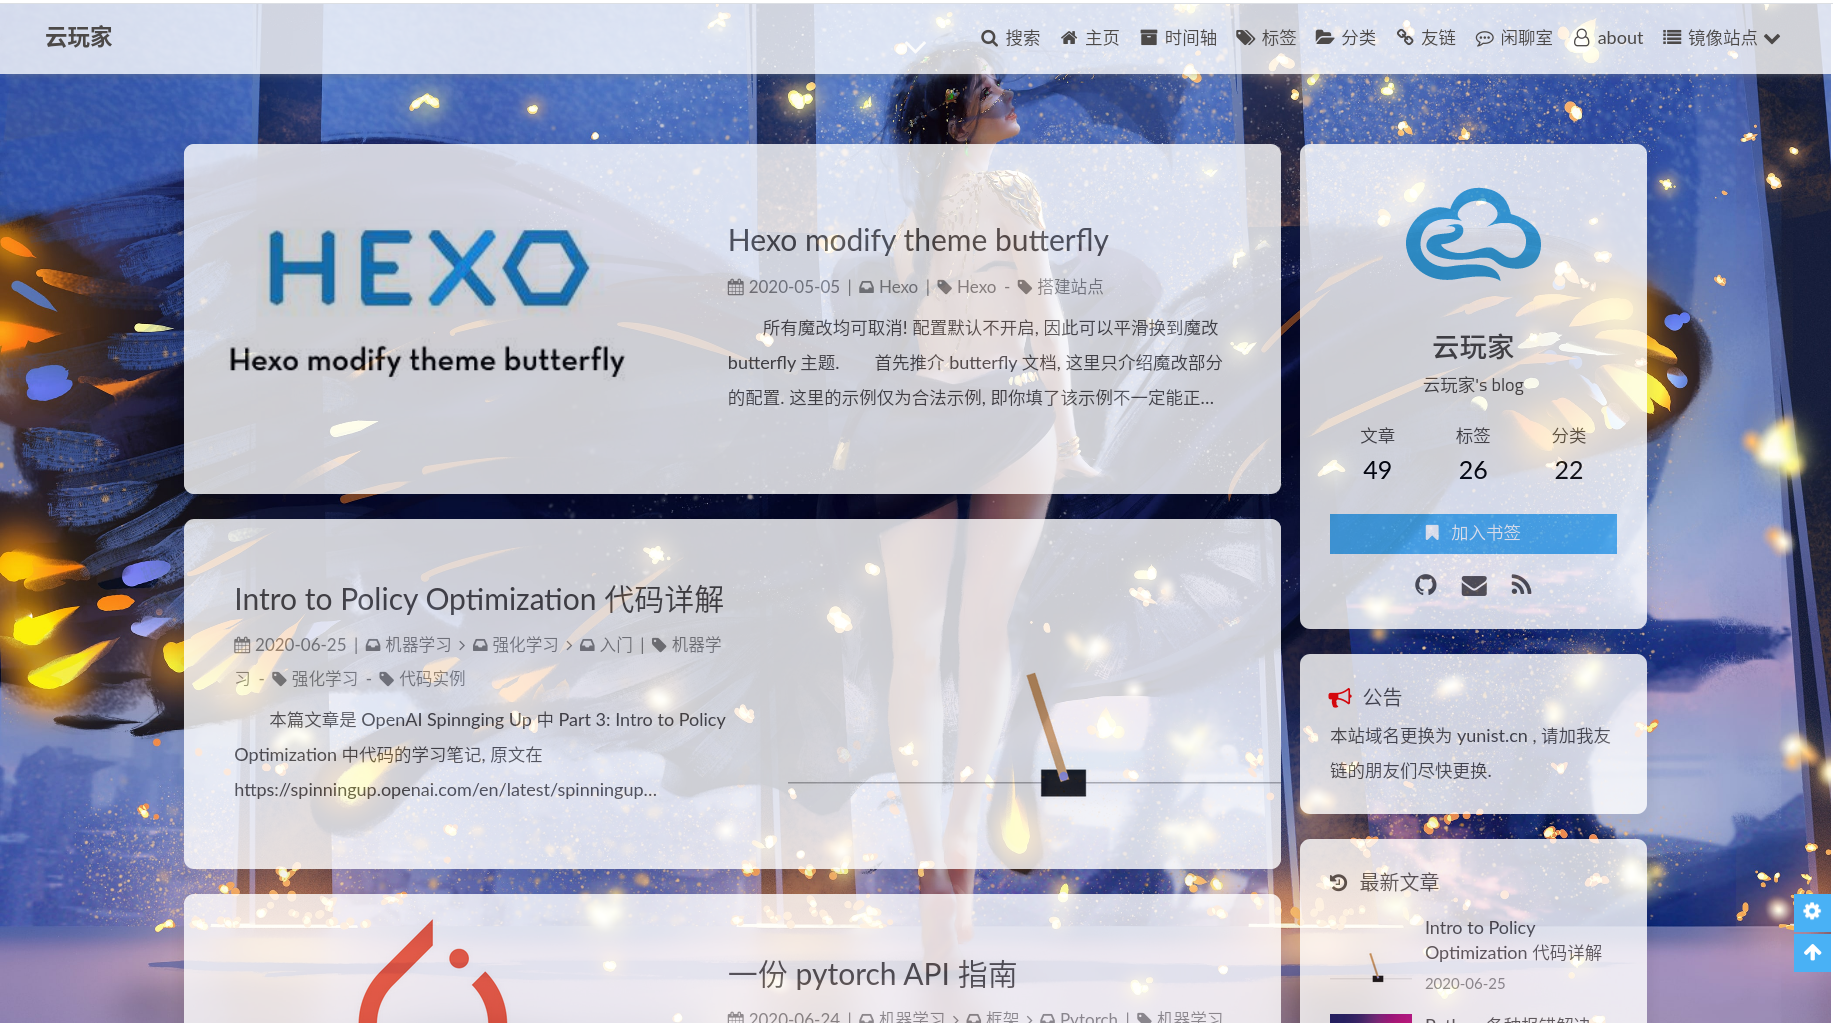 云玩家
搜索 主页 时间轴 标签 分类 友链 闲聊室 about 镜像站点
HEXO
Hexo modify theme butterfly
Hexo modify theme butterfly
2020-05-05 | Hexo | Hexo - 搭建站点
所有魔改均可取消! 配置默认不开启, 因此可以平滑换到魔改
butterfly 主题. 首先推介 butterfly 文档, 这里只介绍魔改部分
的配置. 这里的示例仅为合法示例, 即你填了该示例不一定能正...
Intro to Policy Optimization 代码详解
2020-06-25 | 机器学习 > 强化学习 > 入门 | 机器学
习 - 强化学习 - 代码实例
本篇文章是 OpenAI Spinnging Up 中 Part 3: Intro to Policy
Optimization 中代码的学习笔记, 原文在
https://spinningup.openai.com/en/latest/spinningup...
一份 pytorch API 指南
2020-06-24 | 机器学习 > 框架 > Pytorch | 机器学习
云玩家
云玩家's blog
文章 标签 分类
49 26 22
加入书签
公告
本站域名更换为 yunist.cn , 请加我友
链的朋友们尽快更换.
最新文章
Intro to Policy
Optimization 代码详解
2020-06-25
Python 各种报错解决